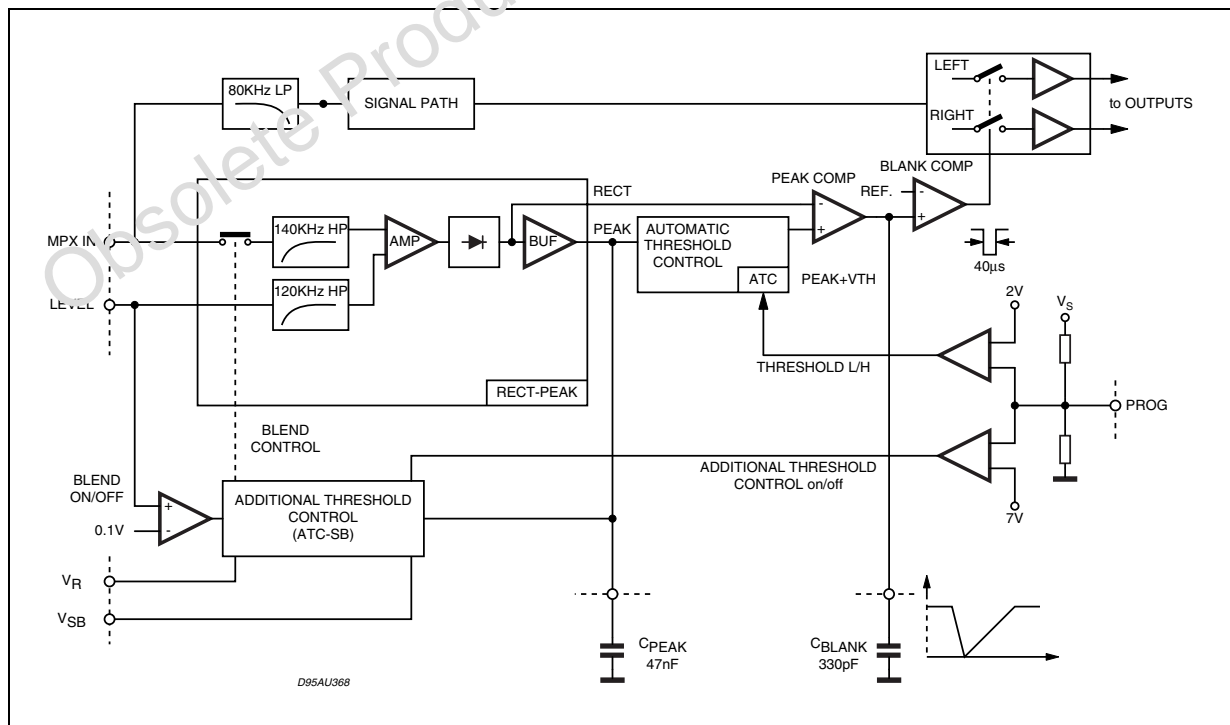 Obsolete Produ
80KHz LP
SIGNAL PATH
LEFT
RIGHT
to OUTPUTS
RECT
PEAK COMP
BLANK COMP
REF.
-
+
-
+
MPX IN
140KHz HP
AMP
BUF
PEAK
AUTOMATIC
THRESHOLD
CONTROL
ATC
PEAK+VTH
40µs
LEVEL
120KHz HP
2V
VS
THRESHOLD L/H
RECT-PEAK
PROG
BLEND
CONTROL
ADDITIONAL THRESHOLD
CONTROL on/off
7V
BLEND
ON/OFF
+
0.1V
-
ADDITIONAL THRESHOLD
CONTROL
(ATC-SB)
VR
VSB
CPEAK
47nF
CBLANK
330pF
D95AU368